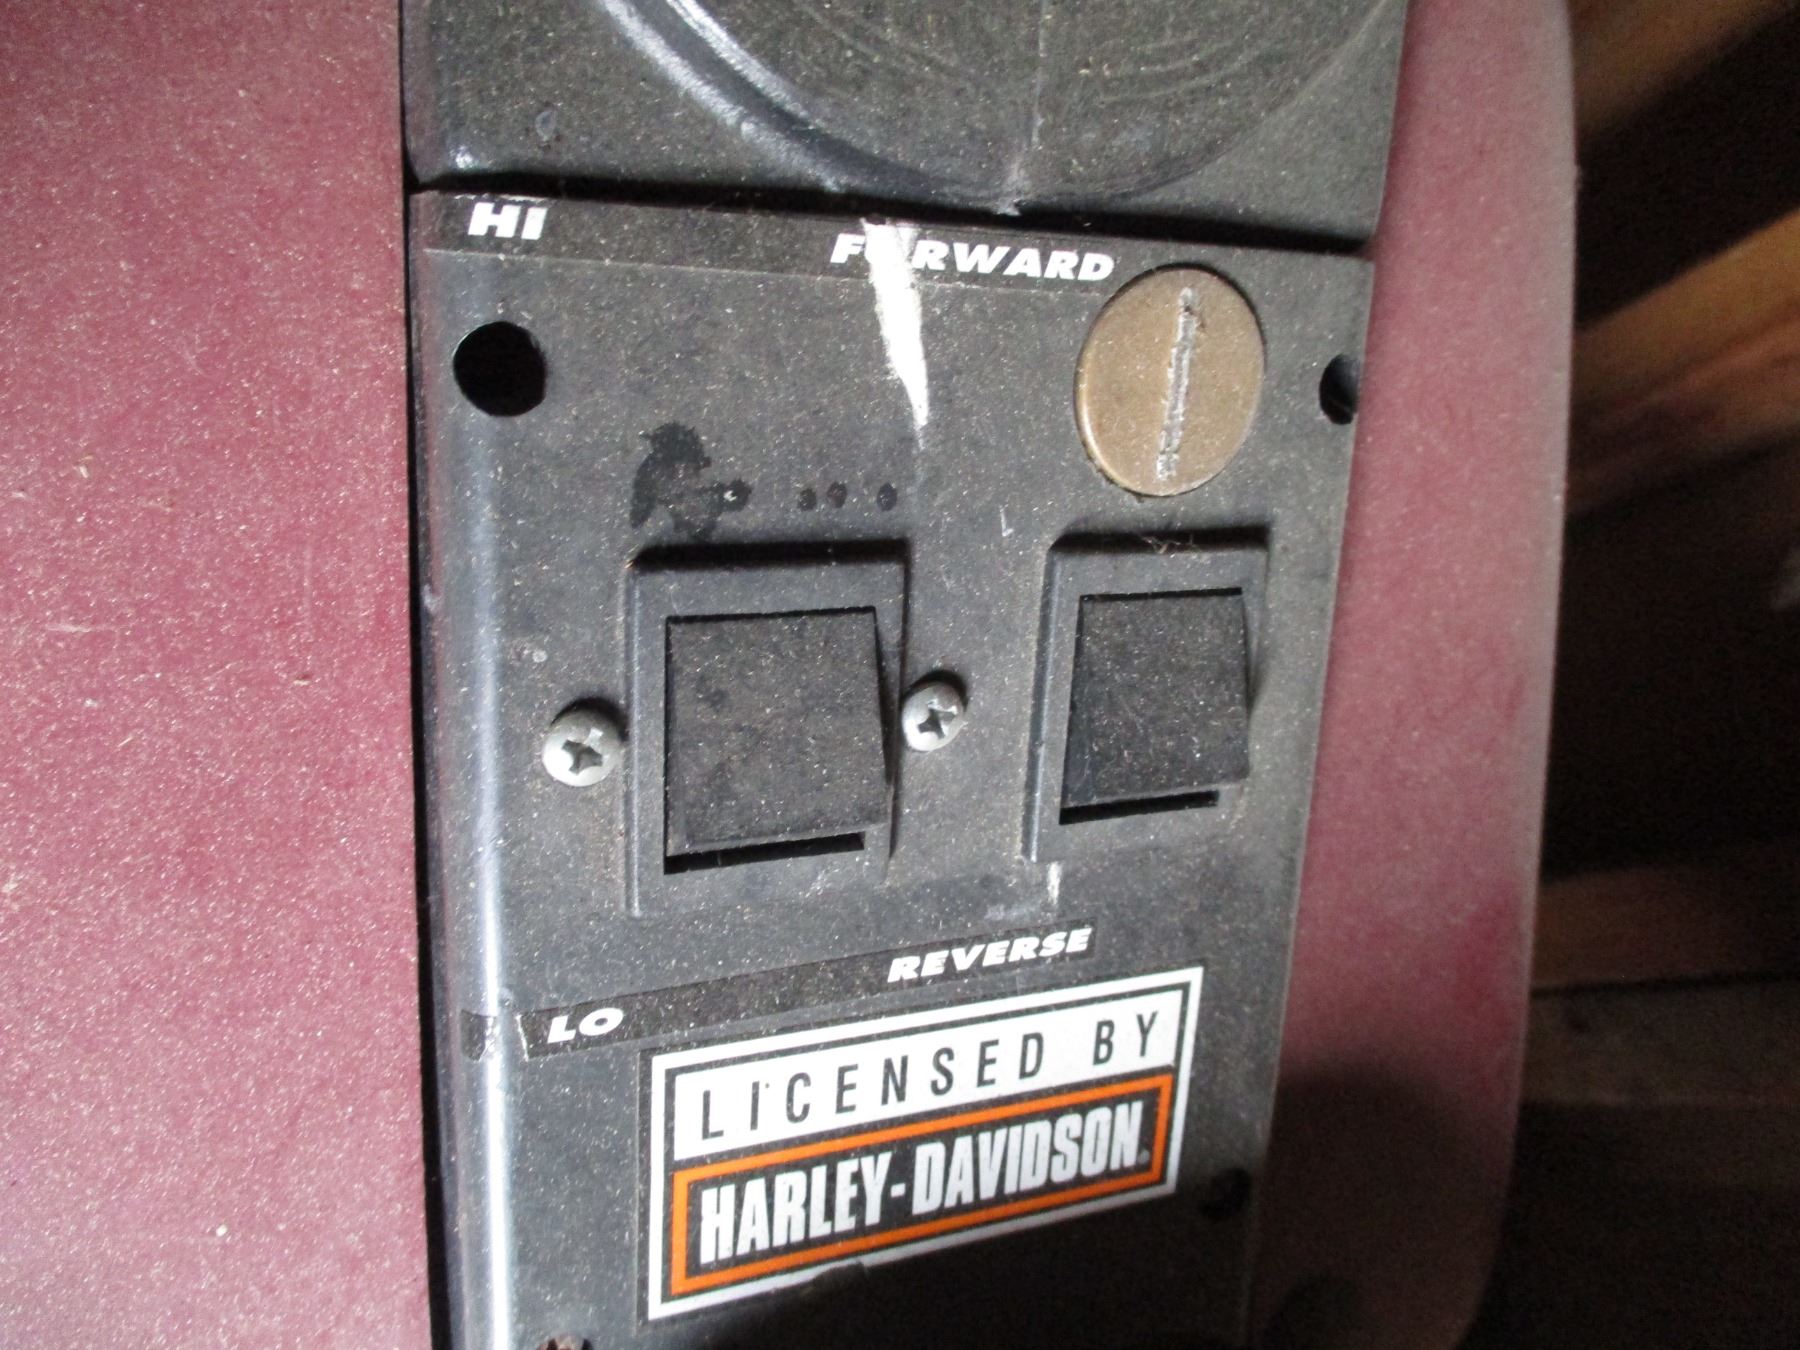 HI
FORWARD
REVERSE
LO
LICENSED BY
HARLEY-DAVIDSON